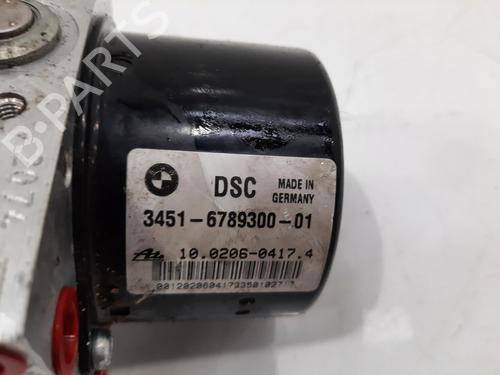 B-PARTS
DSC
MADE IN
GERMANY
3451-6789300-01
10.0206-0417.4